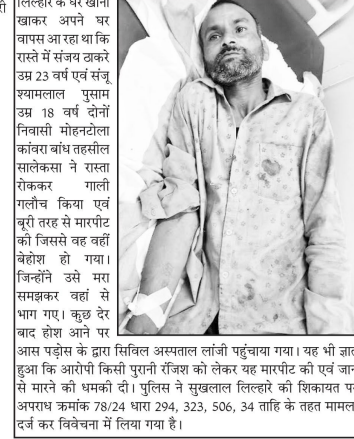 लिल्हारे के घर खाना
खाकर अपने घर
वापस आ रहा था कि
रास्ते में संजय ठाकरे
उम्र 23 वर्ष एवं संजू
श्यामलाल पुसाम
उम्र 18 वर्ष दोनों
निवासी मोहनटोला
कांवरा बांध तहसील
सालेकसा ने रास्ता
रोककर गाली
गलौच किया एवं
बूरी तरह से मारपीट
की जिससे वह वहीं
बेहोश हो गया।
जिन्होंने उसे मरा
समझकर वहां से
भाग गए। कुछ देर
बाद होश आने पर
आस पड़ोस के द्वारा सिविल अस्पताल लांजी पहुंचाया गया। यह भी
हुआ कि आरोपी किसी पुरानी रंजिश को लेकर यह मारपीट की एवं
से मारने की धमकी दी। पुलिस ने सुखलाल लिल्हारे की शिकायत
अपराध क्रमांक 78/24 धारा 294, 323, 506, 34 ताहि के तहत
दर्ज कर विवेचना में लिया गया है।